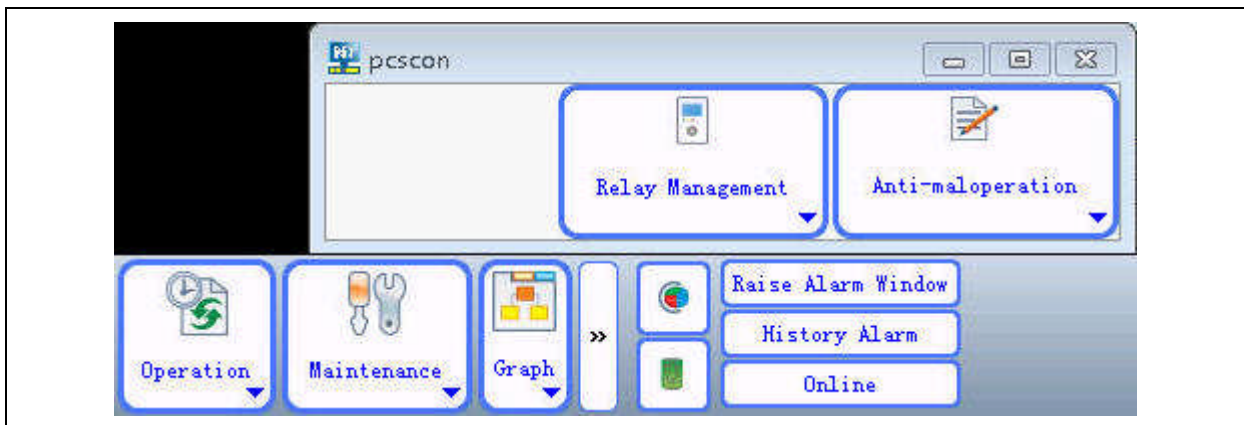 pcscon
Relay Management
Anti-maloperation
Operation
Maintenance
Graph
»
Raise Alarm Window
History Alarm
Online